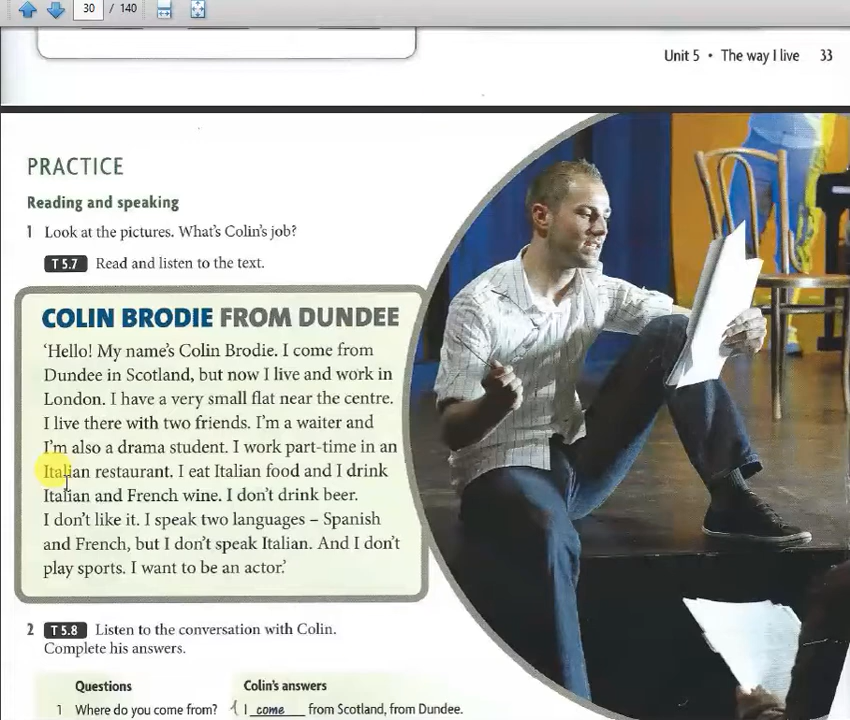 30 / 140
Unit 5 • The way I live 33
PRACTICE
Reading and speaking
1 Look at the pictures. What's Colin's job?
T 5.7 Read and listen to the text.
COLIN BRODIE FROM DUNDEE
'Hello! My name's Colin Brodie. I come from
Dundee in Scotland, but now I live and work in
London. I have a very small flat near the centre.
I live there with two friends. I'm a waiter and
I'm also a drama student. I work part-time in an
Italian restaurant. I eat Italian food and I drink
Italian and French wine. I don't drink beer.
I don't like it. I speak two languages – Spanish
and French, but I don't speak Italian. And I don't
play sports. I want to be an actor.'
2 T 5.8 Listen to the conversation with Colin.
Complete his answers.
Questions Colin's answers
1 Where do you come from? I come from Scotland, from Dundee.